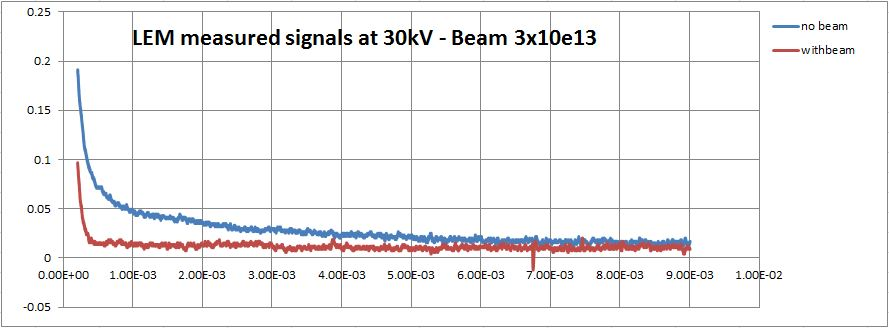 0.25
LEM measured signals at 30kV - Beam 3x10e13
no beam
withbeam
0.2
0.15
0.1
0.05
0
0.00E+00 1.00E-03 2.00E-03 3.00E-03 4.00E-03 5.00E-03 6.00E-03 7.00E-03 8.00E-03 9.00E-03 1.00E-02
-0.05